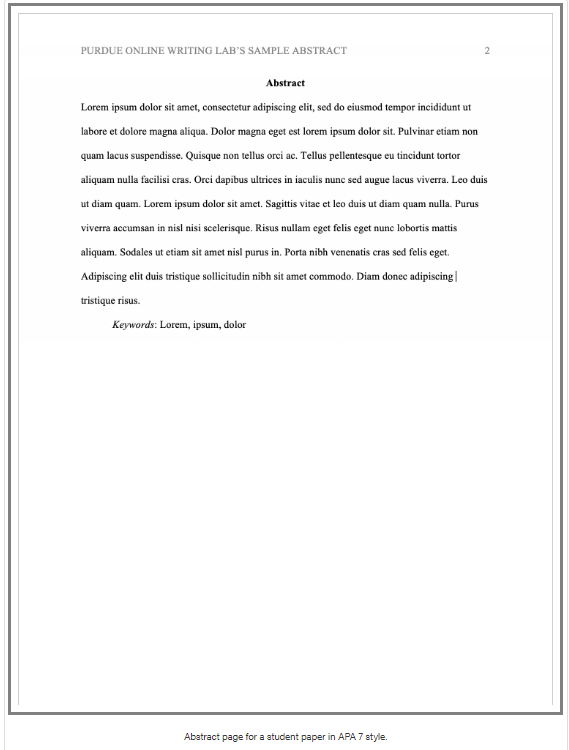 PURDUE ONLINE WRITING LAB'S SAMPLE ABSTRACT 2
Abstract
Lorem ipsum dolor sit amet, consectetur adipiscing elit, sed do eiusmod tempor incididunt ut
labore et dolore magna aliqua. Dolor magna eget est lorem ipsum dolor sit. Pulvinar etiam non
quam lacus suspendisse. Quisque non tellus orci ac. Tellus pellentesque eu tincidunt tortor
aliquam nulla facilisi cras. Orci dapibus ultrices in iaculis nunc sed augue lacus viverra. Leo duis
ut diam quam. Lorem ipsum dolor sit amet. Sagittis vitae et leo duis ut diam quam nulla. Purus
viverra accumsan in nisl nisi scelerisque. Risus nullam eget felis eget nunc lobortis mattis
aliquam. Sodales ut etiam sit amet nisl purus in. Porta nibh venenatis cras sed felis eget.
Adipiscing elit duis tristique sollicitudin nibh sit amet commodo. Diam donec adipiscing
tristique risus.
Keywords: Lorem, ipsum, dolor
Abstract page for a student paper in APA 7 style.